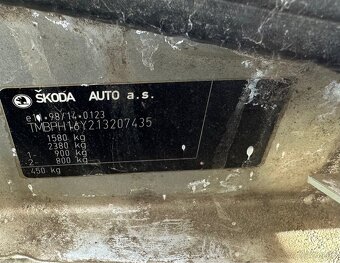 ŠKODA AUTO a.s.
e11*98/14*0123
TMBPH16Y213207435
1580 kg
2380 kg
1- 900 kg
2- 800 kg
450 kg